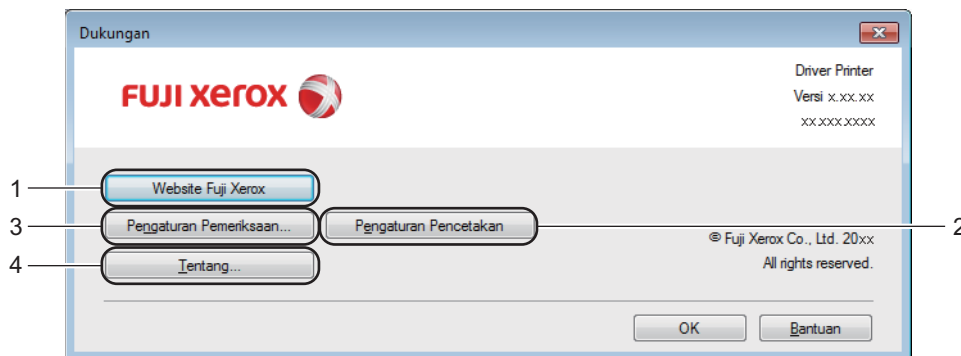 Dukungan
FUJI xerox
Driver Printer
Versi x.xx.xx
xx.xxx.xxxx
1
Website Fuji Xerox
3
Pengaturan Pemeriksaan...
Pengaturan Pencetakan
2
© Fuji Xerox Co., Ltd. 20xx
4
Tentang...
All rights reserved.
OK
Bantuan